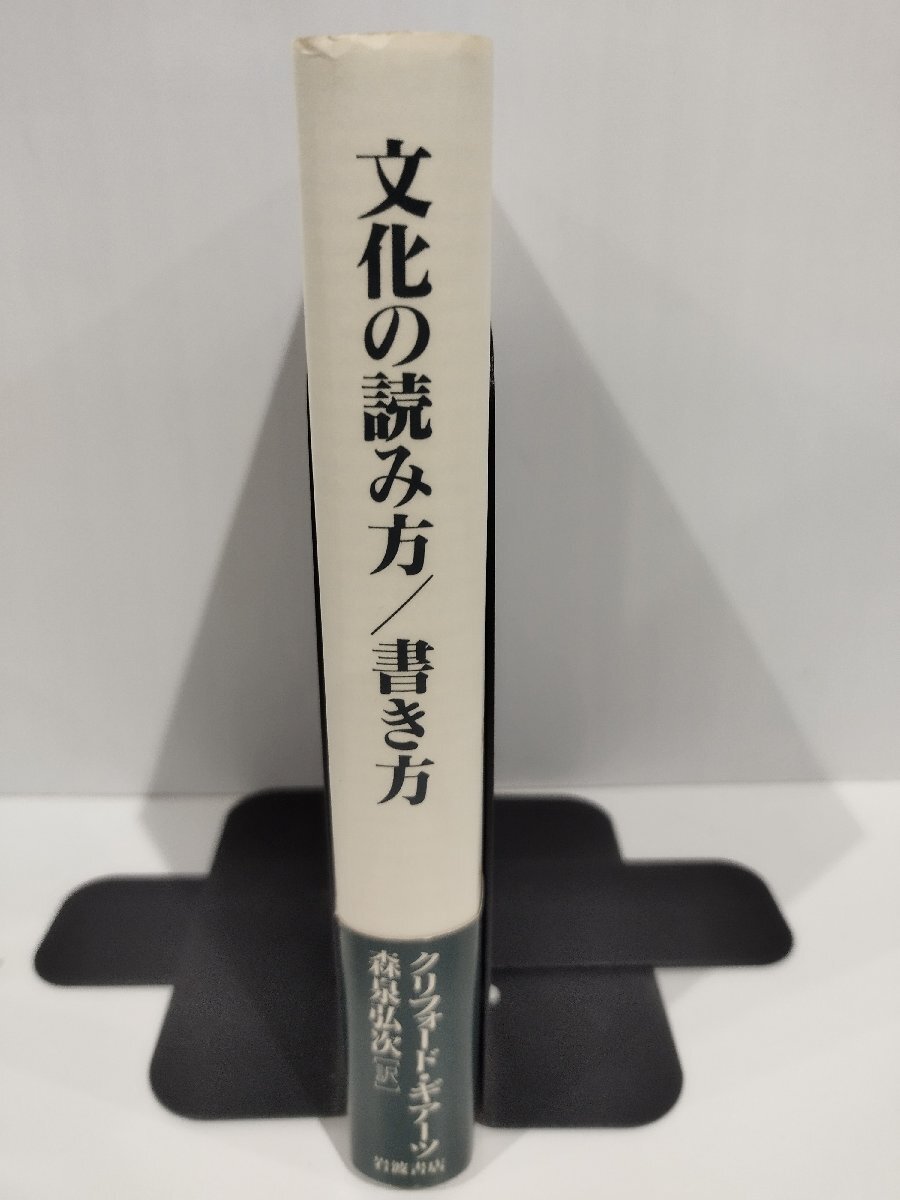 文化の読み方／書き方
クリフォード・ギアーツ
森泉弘次［訳］
岩波書店